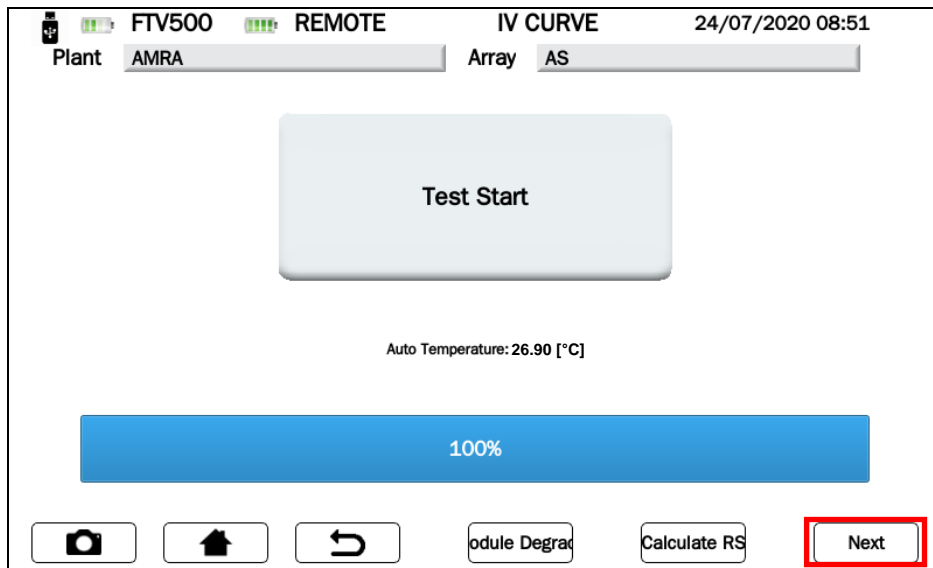 FTV500 REMOTE IV CURVE 24/07/2020 08:51
Plant AMRA Array AS
Test Start
Auto Temperature: 26.90 [°C]
100%
odule Degrad Calculate RS Next